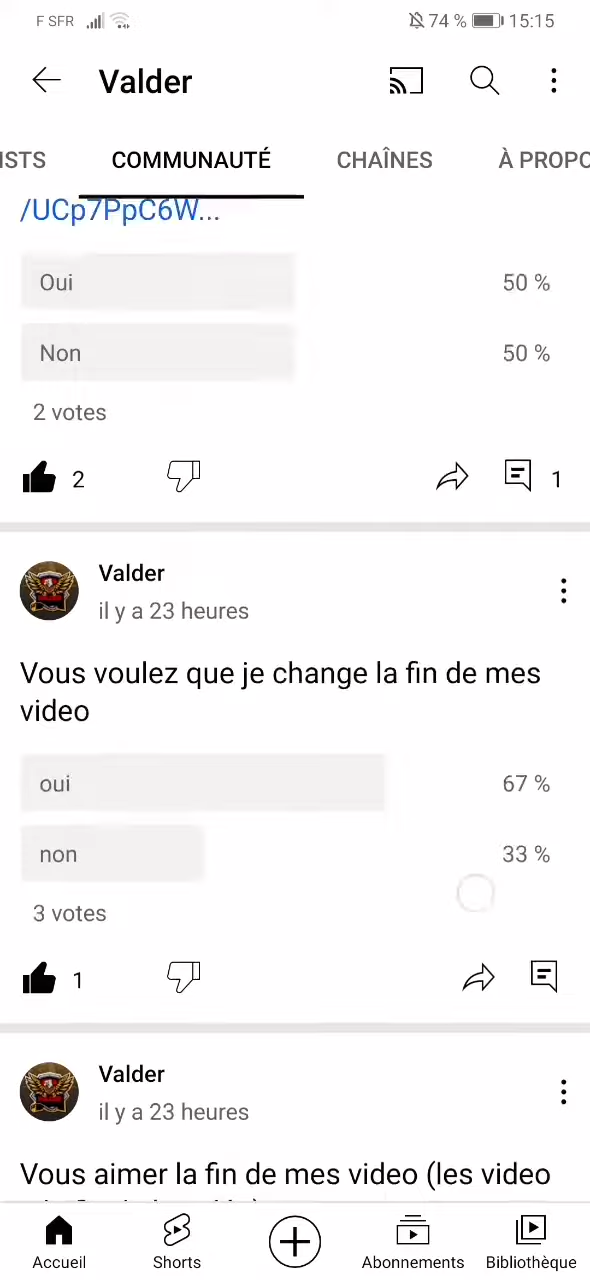 F SFR 74 % 15:15
Valder
ISTS COMMUNAUTÉ CHAÎNES À PROPO
/UCp7PpC6W...
Oui 50 %
Non 50 %
2 votes
2 1
Valder
il y a 23 heures
Vous voulez que je change la fin de mes
video
oui 67 %
non 33 %
3 votes
1
Valder
il y a 23 heures
Vous aimer la fin de mes video (les video
Accueil Shorts Abonnements Bibliothèque